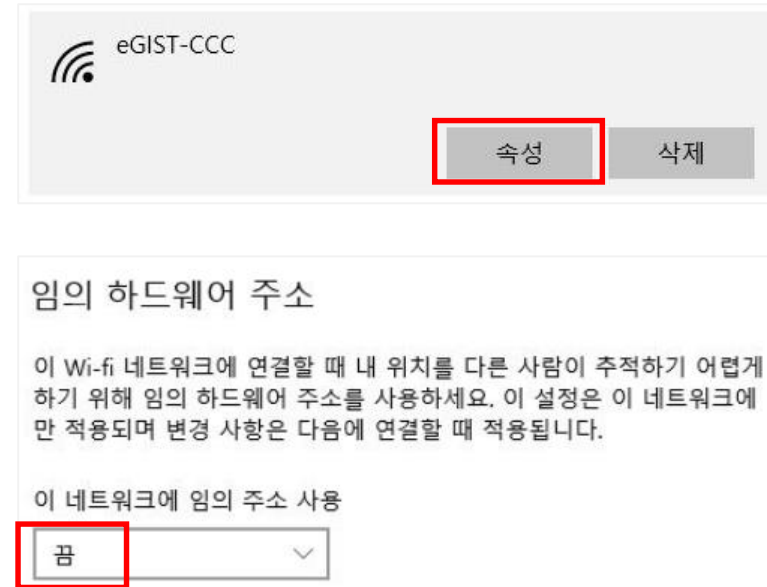 eGIST-CCC
속성 삭제
임의 하드웨어 주소
이 Wi-fi 네트워크에 연결할 때 내 위치를 다른 사람이 추적하기 어렵게
하기 위해 임의 하드웨어 주소를 사용하세요. 이 설정은 이 네트워크에
만 적용되며 변경 사항은 다음에 연결할 때 적용됩니다.
이 네트워크에 임의 주소 사용
끔